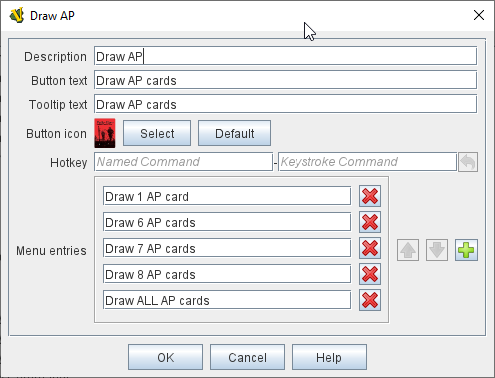 Draw AP
Description Draw AP
Button text Draw AP cards
Tooltip text Draw AP cards
Button icon Select Default
Hotkey Named Command - Keystroke Command
Menu entries
Draw 1 AP card
Draw 6 AP cards
Draw 7 AP cards
Draw 8 AP cards
Draw ALL AP cards
OK Cancel Help